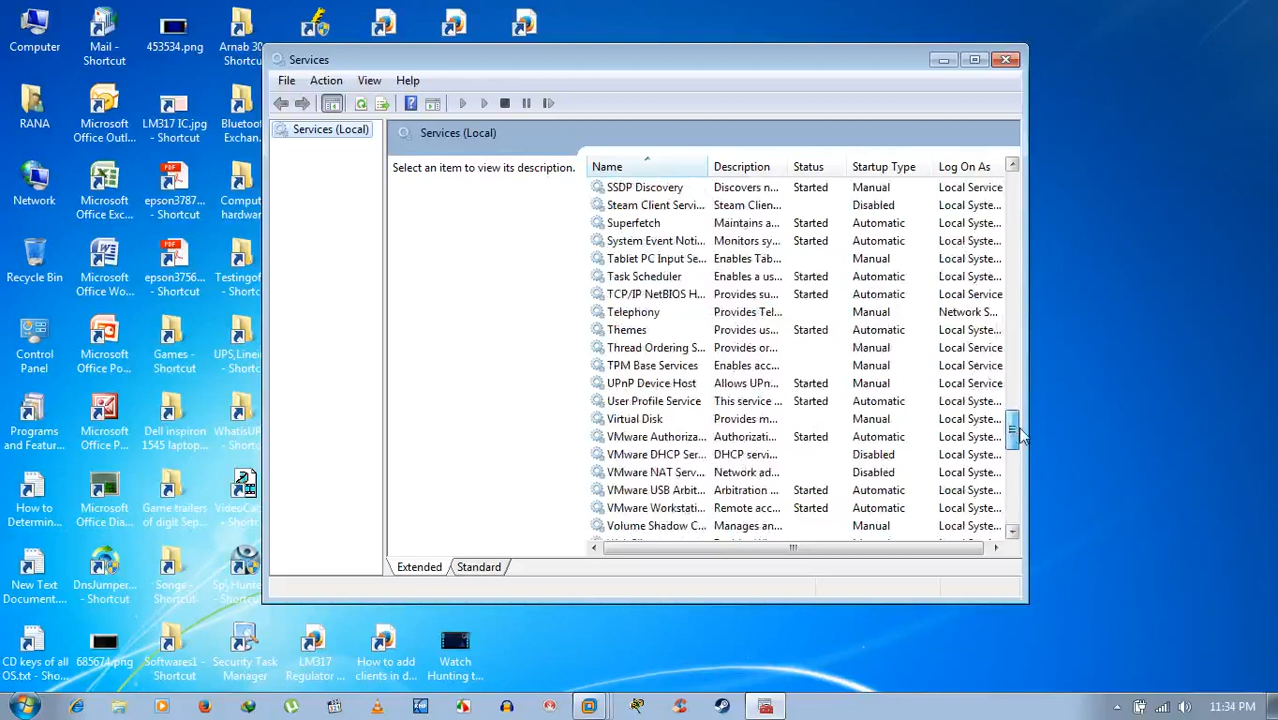 Services
File Action View Help
Services (Local)
Services (Local)
Select an item to view its description.
Name Description Status Startup Type Log On As
SSDP Discovery Discovers n... Started Manual Local Service
Steam Client Servi... Steam Clien... Disabled Local Syste...
Superfetch Maintains a... Started Automatic Local Syste...
System Event Noti... Monitors sy... Started Automatic Local Syste...
Tablet PC Input Se... Enables Tab... Manual Local Syste...
Task Scheduler Enables a us... Started Automatic Local Syste...
TCP/IP NetBIOS H... Provides su... Started Automatic Local Service
Telephony Provides Tel... Manual Network S...
Themes Provides us... Started Automatic Local Syste...
Thread Ordering S... Provides or... Manual Local Service
TPM Base Services Enables acc... Manual Local Service
UPnP Device Host Allows UPn... Started Manual Local Service
User Profile Service This service ... Started Automatic Local Syste...
Virtual Disk Provides m... Manual Local Syste...
VMware Authoriza... Authorizati... Started Automatic Local Syste...
VMware DHCP Ser... DHCP servi... Disabled Local Syste...
VMware NAT Serv... Network ad... Disabled Local Syste...
VMware USB Arbit... Arbitration ... Started Automatic Local Syste...
VMware Workstati... Remote acc... Started Automatic Local Syste...
Volume Shadow C... Manages an... Manual Local Syste...
Extended Standard
Computer
Mail -
Shortcut
453534.png
Arnab 30
- Shortcut
RANA
Microsoft
Office Outl...
LM317 IC.jpg
- Shortcut
Bluetoot
Exchan.
Network
Microsoft
Office Exc...
epson3787...
- Shortcut
Comput
hardwar
Recycle Bin
Microsoft
Office Wo...
epson3756...
- Shortcut
Testingof
- Shortcut
Control
Panel
Microsoft
Office Po...
Games -
Shortcut
UPS,Linei
- Shortcut
Programs
and Featur...
Microsoft
Office P...
Dell inspiron
1545 laptop...
WhatisUP
- Shortcut
How to
Determin...
Microsoft
Office Dia...
Game trailers
of digit Sep...
VideoCac
- Shortcut
New Text
Document....
DnsJumper...
- Shortcut
Songs -
Shortcut
SpyHunte
- Shortcut
CD keys of all
OS.txt - Sho...
685674.png
Softwares1 -
Shortcut
Security Task
Manager
LM317
Regulator ...
How to add
clients in d...
Watch
Hunting t...
11:34 PM